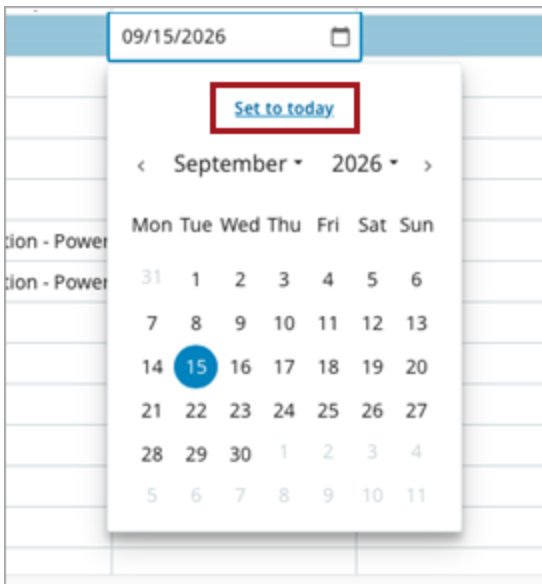 09/15/2026
Set to today
‹ September 2026 ›
Mon Tue Wed Thu Fri Sat Sun
31 1 2 3 4 5 6
7 8 9 10 11 12 13
tion - Power
14 15 16 17 18 19 20
tion - Power
21 22 23 24 25 26 27
28 29 30 1 2 3 4
5 6 7 8 9 10 11